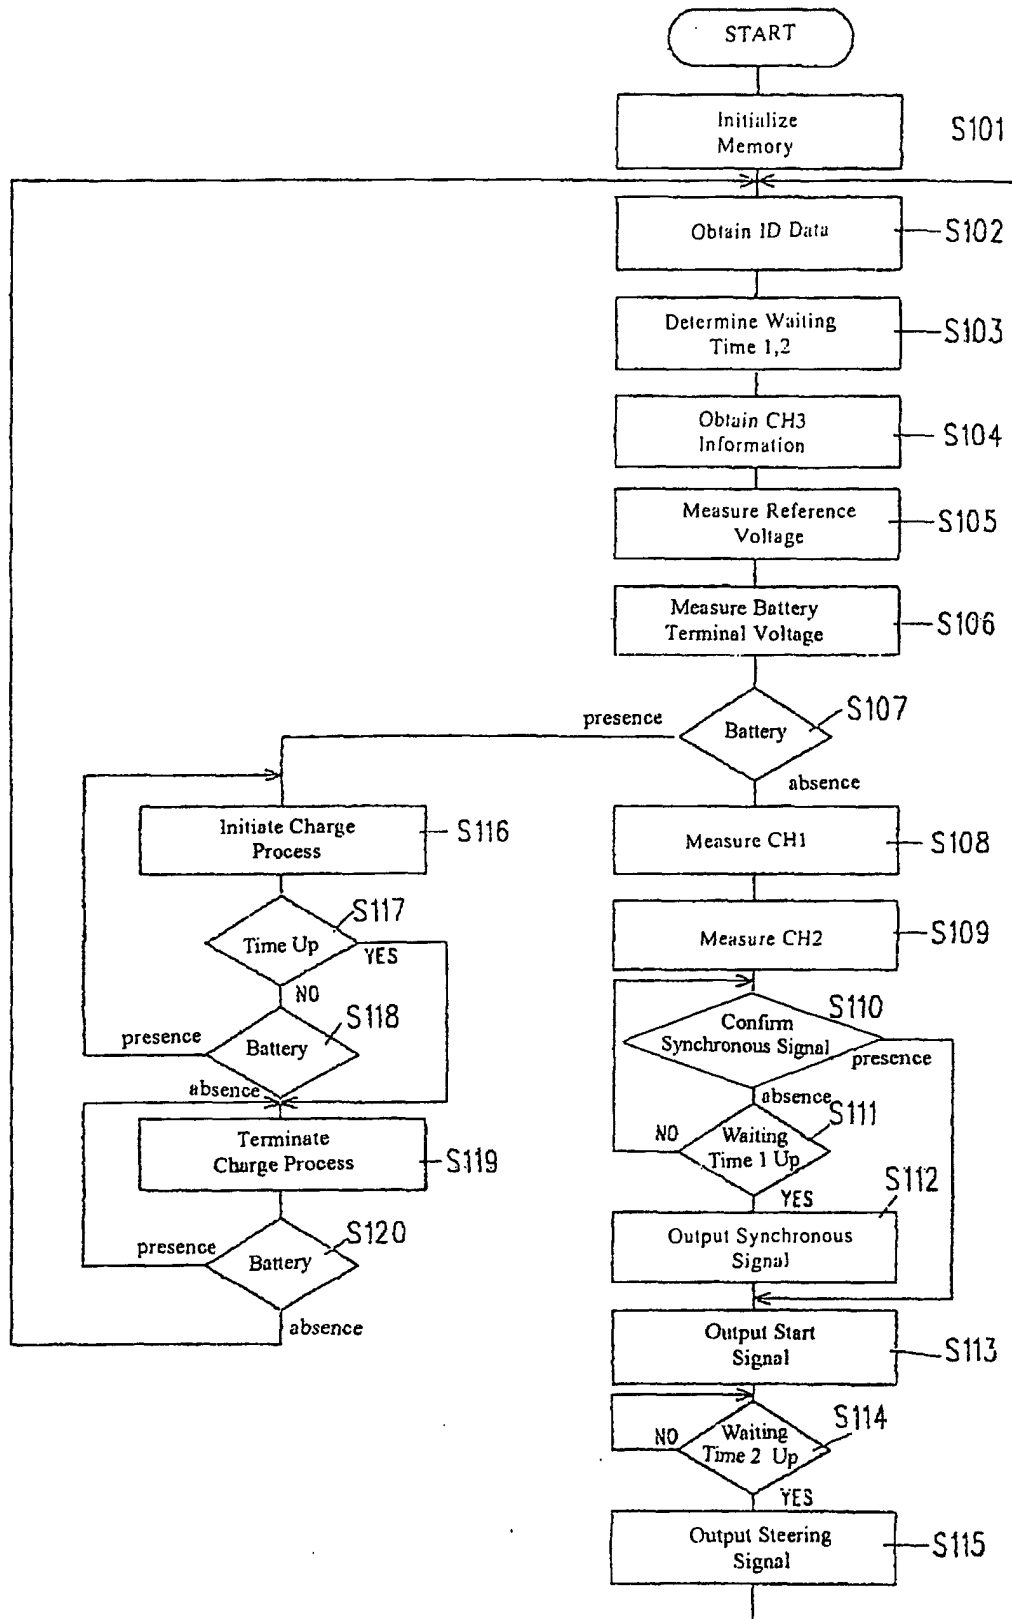 START
Initialize
Memory
S101
Obtain ID Data
S102
Determine Waiting
Time 1,2
S103
Obtain CH3
Information
S104
Measure Reference
Voltage
S105
Measure Battery
Terminal Voltage
S106
S107
presence
Battery
absence
Initiate Charge
Process
S116
Measure CH1
S108
S117
Time Up
YES
NO
Measure CH2
S109
S118
presence
Battery
absence
S110
Confirm
Synchronous Signal
presence
absence
S111
NO
Waiting
Time 1 Up
YES
Terminate
Charge Process
S119
S112
Output Synchronous
Signal
S120
presence
Battery
absence
Output Start
Signal
S113
S114
NO
Waiting
Time 2 Up
YES
Output Steering
Signal
S115